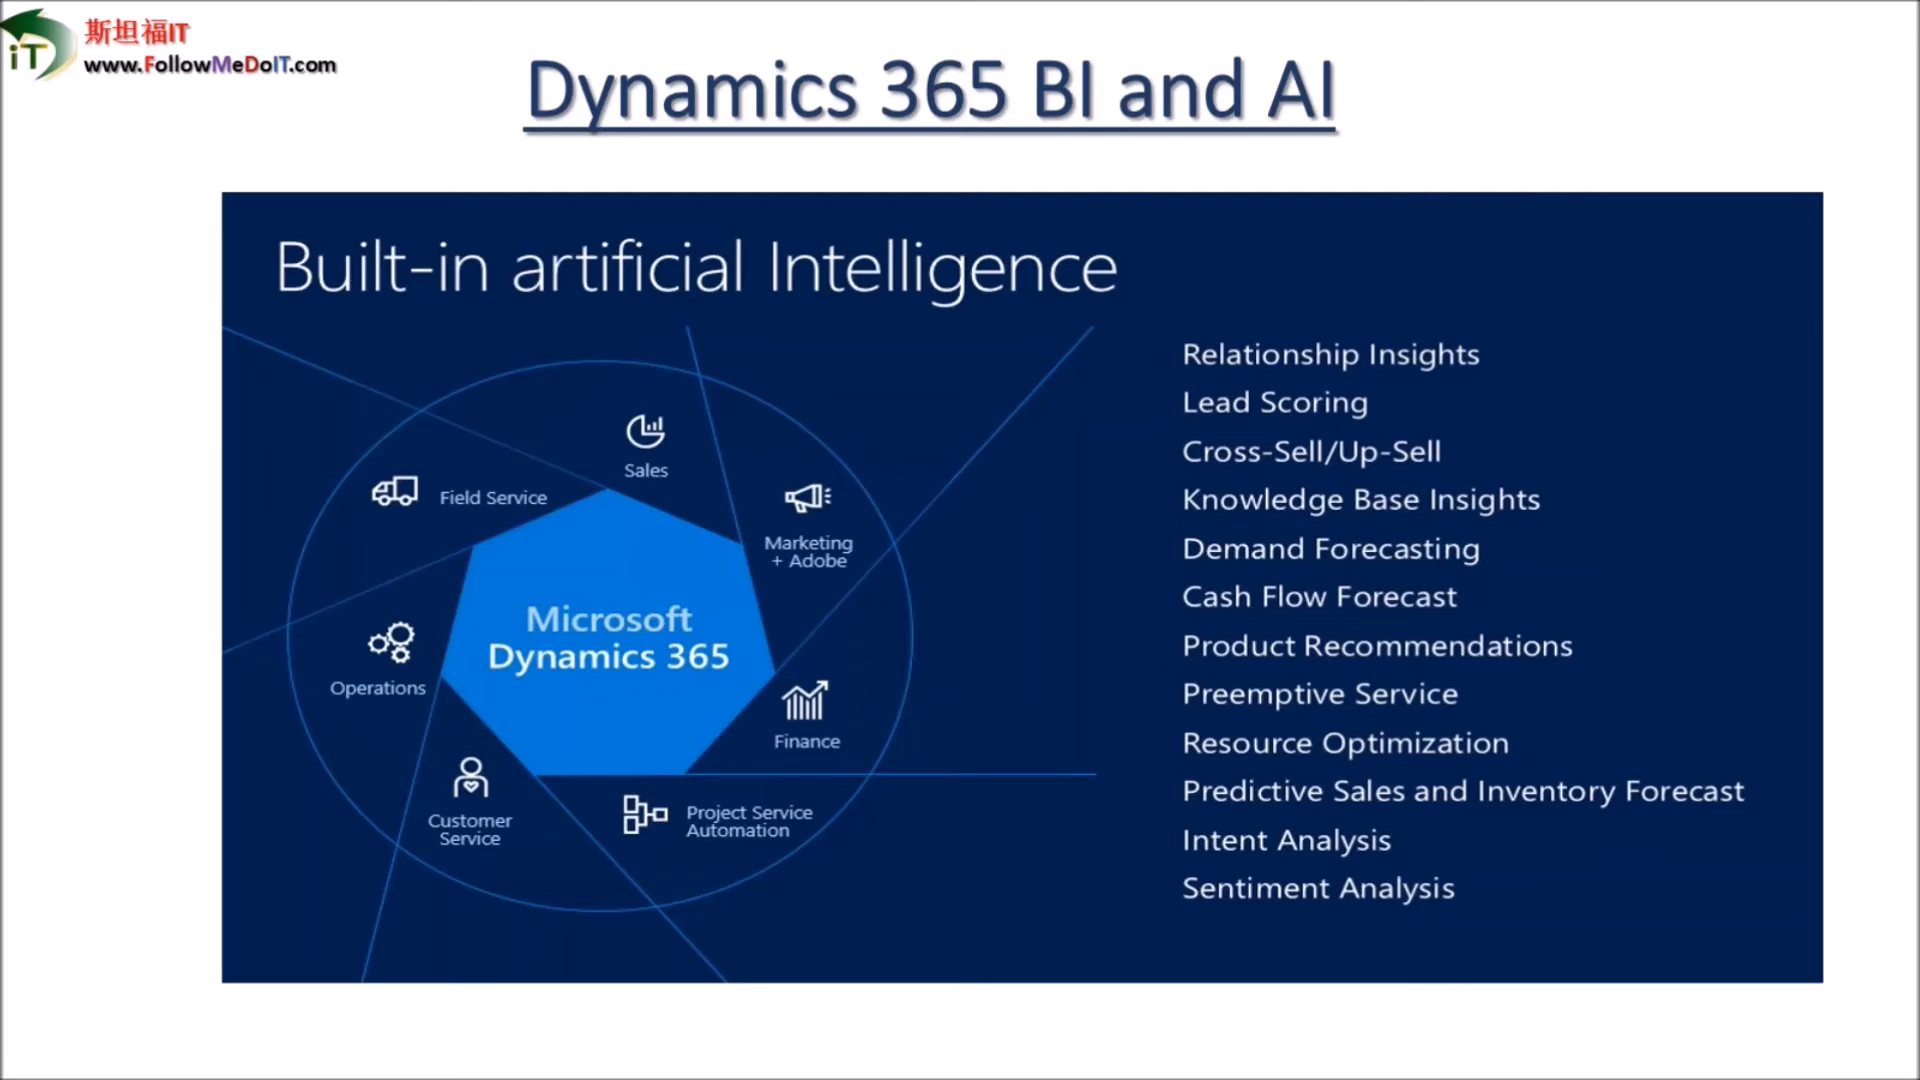 iT
斯坦福IT
www.FollowMeDoIT.com
Dynamics 365 BI and AI
Built-in artificial Intelligence
Sales
Field Service
Marketing
+ Adobe
Microsoft
Dynamics 365
Operations
Finance
Customer
Service
Project Service
Automation
Relationship Insights
Lead Scoring
Cross-Sell/Up-Sell
Knowledge Base Insights
Demand Forecasting
Cash Flow Forecast
Product Recommendations
Preemptive Service
Resource Optimization
Predictive Sales and Inventory Forecast
Intent Analysis
Sentiment Analysis